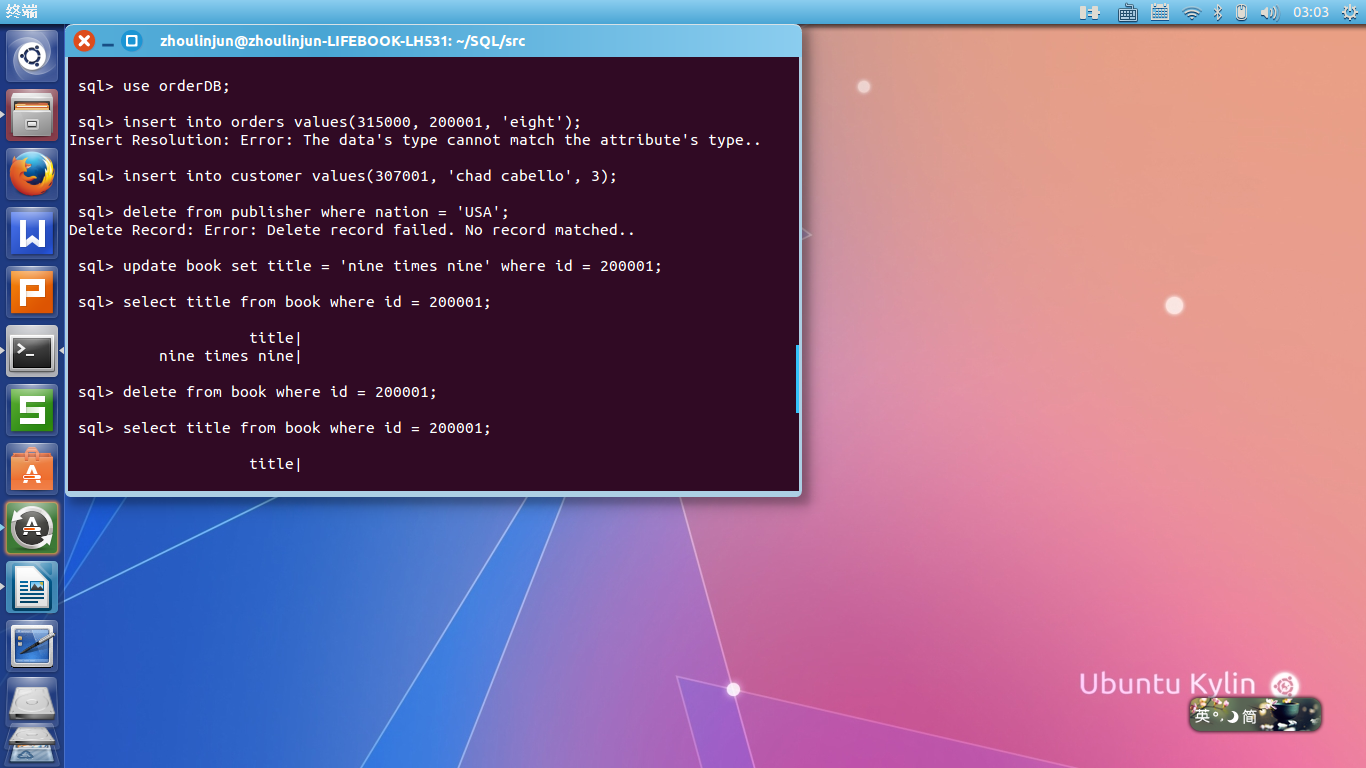 终端
03:03
zhoulinjun@zhoulinjun-LIFEBOOK-LH531: ~/SQL/src
sql> use orderDB;
sql> insert into orders values(315000, 200001, 'eight');
Insert Resolution: Error: The data's type cannot match the attribute's type..
sql> insert into customer values(307001, 'chad cabello', 3);
sql> delete from publisher where nation = 'USA';
Delete Record: Error: Delete record failed. No record matched..
sql> update book set title = 'nine times nine' where id = 200001;
sql> select title from book where id = 200001;
title|
nine times nine|
sql> delete from book where id = 200001;
sql> select title from book where id = 200001;
title|
Ubuntu Kylin
英 简